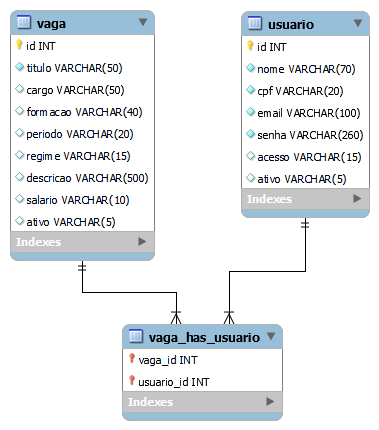 vaga
id INT
titulo VARCHAR(50)
cargo VARCHAR(50)
formacao VARCHAR(40)
periodo VARCHAR(20)
regime VARCHAR(15)
descricao VARCHAR(500)
salario VARCHAR(10)
ativo VARCHAR(5)
Indexes
usuario
id INT
nome VARCHAR(70)
cpf VARCHAR(20)
email VARCHAR(100)
senha VARCHAR(260)
acesso VARCHAR(15)
ativo VARCHAR(5)
Indexes
vaga_has_usuario
vaga_id INT
usuario_id INT
Indexes